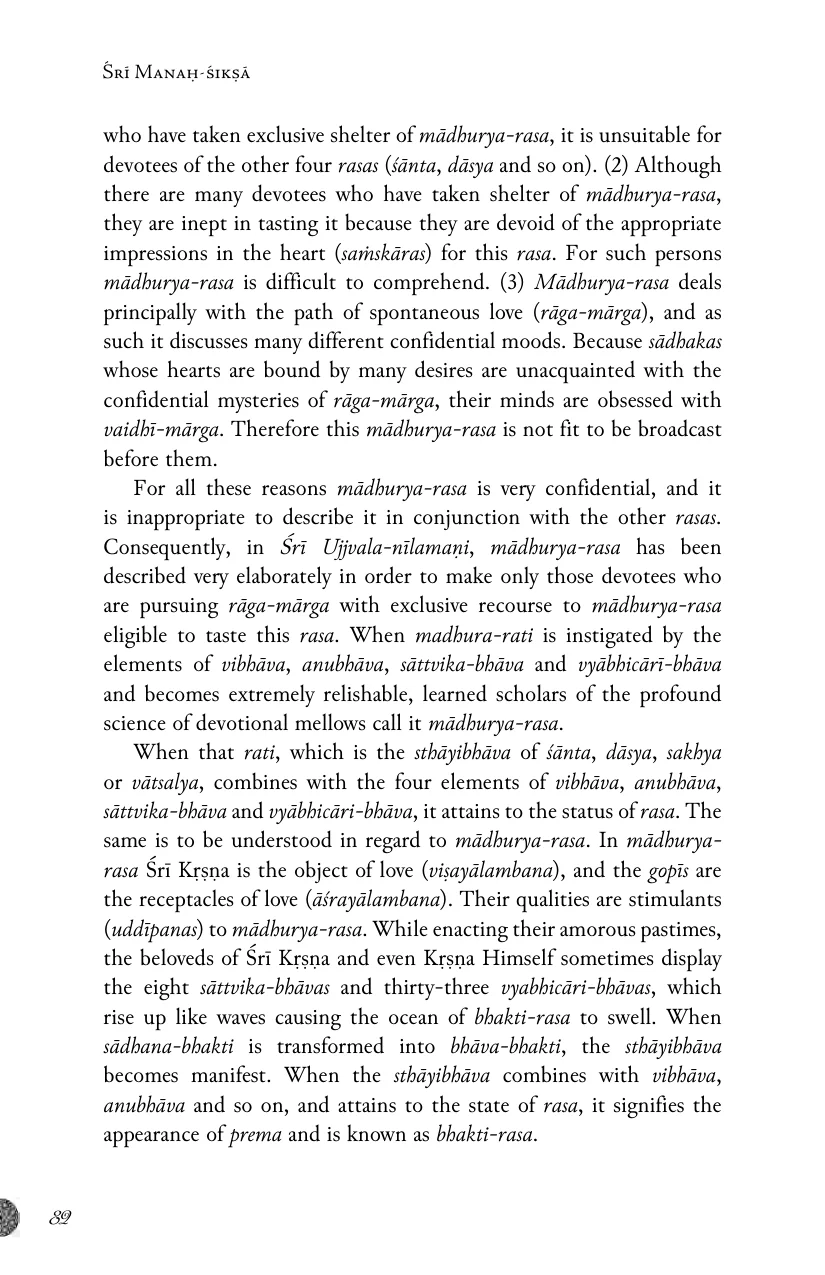 Śrī Manaḥ-śikṣā
who have taken exclusive shelter of mādhurya-rasa, it is unsuitable for
devotees of the other four rasas (śānta, dāsya and so on). (2) Although
there are many devotees who have taken shelter of mādhurya-rasa,
they are inept in tasting it because they are devoid of the appropriate
impressions in the heart (saṁskāras) for this rasa. For such persons
mādhurya-rasa is difficult to comprehend. (3) Mādhurya-rasa deals
principally with the path of spontaneous love (rāga-mārga), and as
such it discusses many different confidential moods. Because sādhakas
whose hearts are bound by many desires are unacquainted with the
confidential mysteries of rāga-mārga, their minds are obsessed with
vaidhī-mārga. Therefore this mādhurya-rasa is not fit to be broadcast
before them.
For all these reasons mādhurya-rasa is very confidential, and it
is inappropriate to describe it in conjunction with the other rasas.
Consequently, in Śrī Ujjvala-nīlamaṇi, mādhurya-rasa has been
described very elaborately in order to make only those devotees who
are pursuing rāga-mārga with exclusive recourse to mādhurya-rasa
eligible to taste this rasa. When madhura-rati is instigated by the
elements of vibhāva, anubhāva, sāttvika-bhāva and vyābhicārī-bhāva
and becomes extremely relishable, learned scholars of the profound
science of devotional mellows call it mādhurya-rasa.
When that rati, which is the sthāyibhāva of śānta, dāsya, sakhya
or vātsalya, combines with the four elements of vibhāva, anubhāva,
sāttvika-bhāva and vyābhicāri-bhāva, it attains to the status of rasa. The
same is to be understood in regard to mādhurya-rasa. In mādhurya-
rasa Śrī Kṛṣṇa is the object of love (viṣayālambana), and the gopīs are
the receptacles of love (āśrayālambana). Their qualities are stimulants
(uddīpanas) to mādhurya-rasa. While enacting their amorous pastimes,
the beloveds of Śrī Kṛṣṇa and even Kṛṣṇa Himself sometimes display
the eight sāttvika-bhāvas and thirty-three vyabhicāri-bhāvas, which
rise up like waves causing the ocean of bhakti-rasa to swell. When
sādhana-bhakti is transformed into bhāva-bhakti, the sthāyibhāva
becomes manifest. When the sthāyibhāva combines with vibhāva,
anubhāva and so on, and attains to the state of rasa, it signifies the
appearance of prema and is known as bhakti-rasa.
82